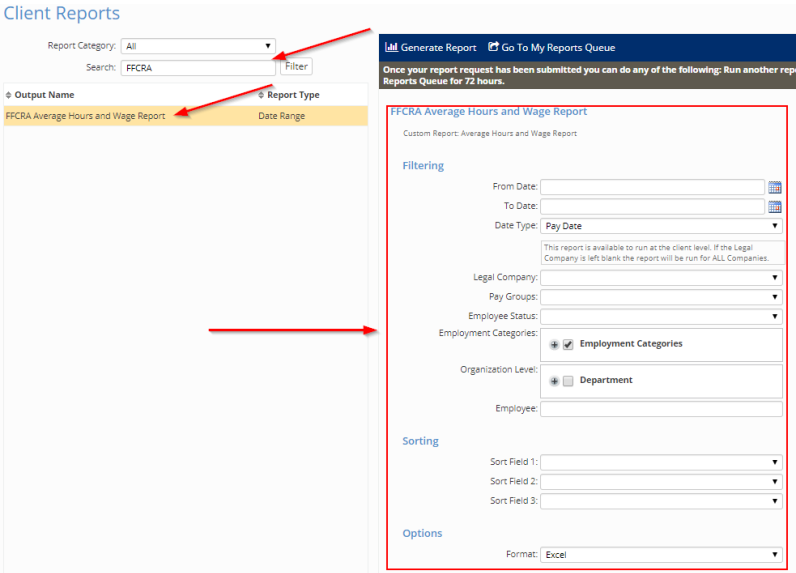 Client Reports
Report Category: All
Search: FFCRA Filter
Output Name Report Type
FFCRA Average Hours and Wage Report Date Range
Generate Report Go To My Reports Queue
Once your report request has been submitted you can do any of the following: Run another
Reports Queue for 72 hours.
FFCRA Average Hours and Wage Report
Custom Report: Average Hours and Wage Report
Filtering
From Date:
To Date:
Date Type: Pay Date
This report is available to run at the client level. If the Legal
Company is left blank the report will be run for ALL Companies.
Legal Company:
Pay Groups:
Employee Status:
Employment Categories:
Employment Categories
Organization Level:
Department
Employee:
Sorting
Sort Field 1:
Sort Field 2:
Sort Field 3:
Options
Format: Excel